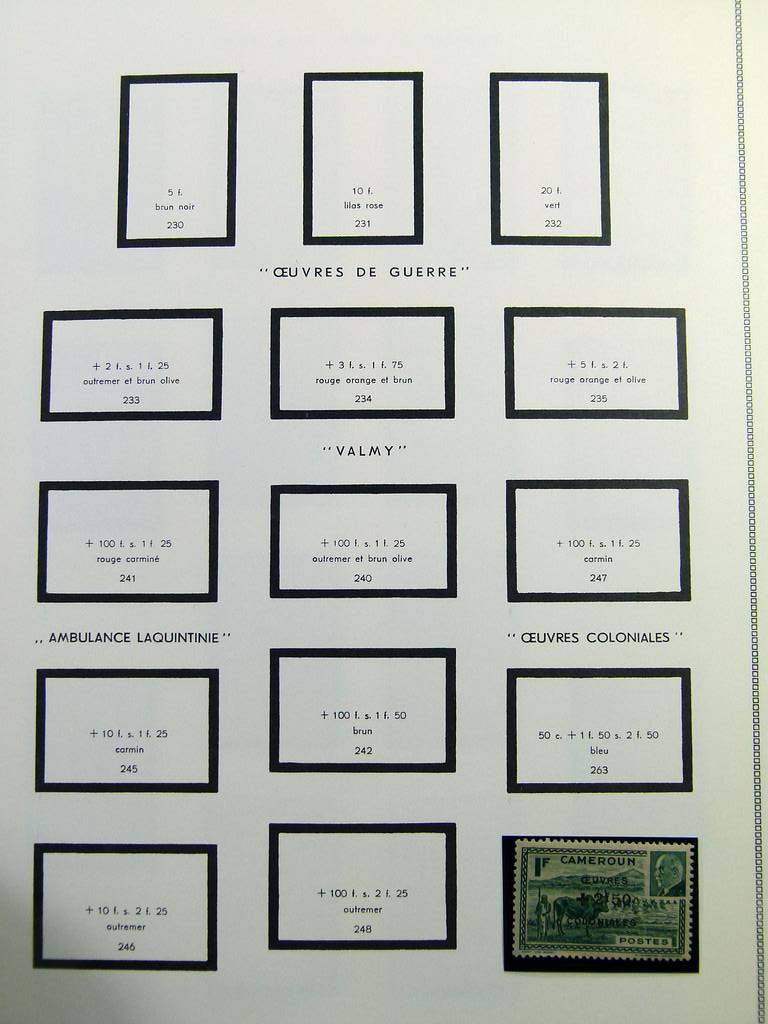 5 f.
brun noir
230
10 f.
lilas rose
231
20 f.
vert
232
"ŒUVRES DE GUERRE"
+ 2 f. s. 1 f. 25
outremer et brun olive
233
+ 3 f. s. 1 f. 75
rouge orange et brun
234
+ 5 f. s. 2 f.
rouge orange et olive
235
"VALMY"
+ 100 f. s. 1 f. 25
rouge carminé
241
+ 100 f. s. 1 f. 25
outremer et brun olive
240
+ 100 f. s. 1 f. 25
carmin
247
,, AMBULANCE LAQUINTINIE"
"ŒUVRES COLONIALES"
+ 10 f. s. 1 f. 25
carmin
245
+ 100 f. s. 1 f. 50
brun
242
50 c. + 1 f. 50 s. 2 f. 50
bleu
263
+ 10 f. s. 2 f. 25
outremer
246
+ 100 f. s. 2 f. 25
outremer
248
1F CAMEROUN
ŒUVRES
+ 2f50
COLONIALES
POSTES